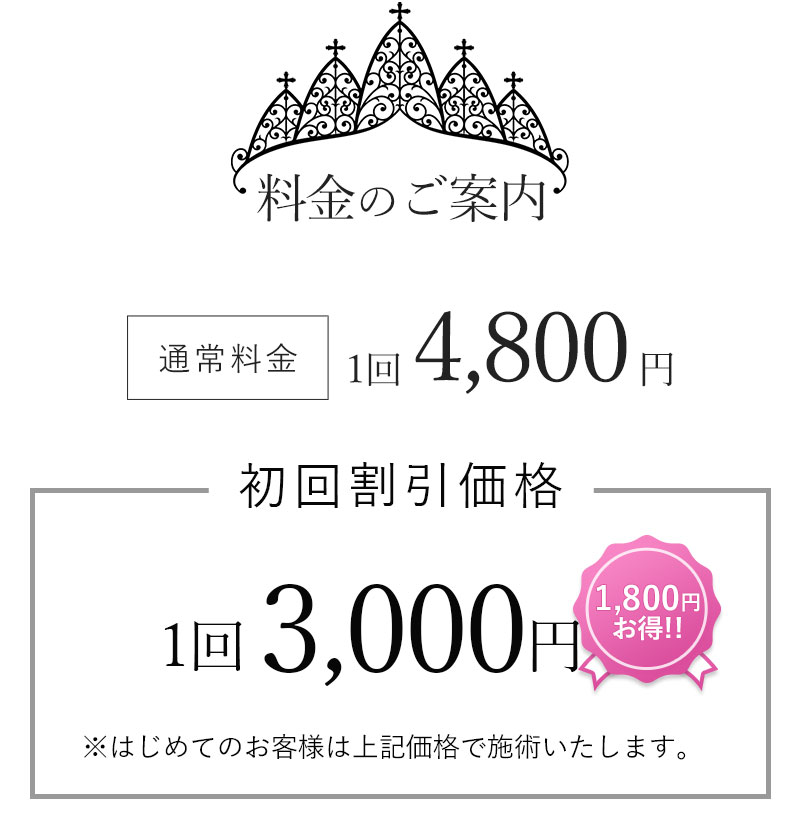 料金のご案内
通常料金 1回 4,800円
初回割引価格
1回 3,000円
1,800円
お得!!
※はじめてのお客様は上記価格で施術いたします。